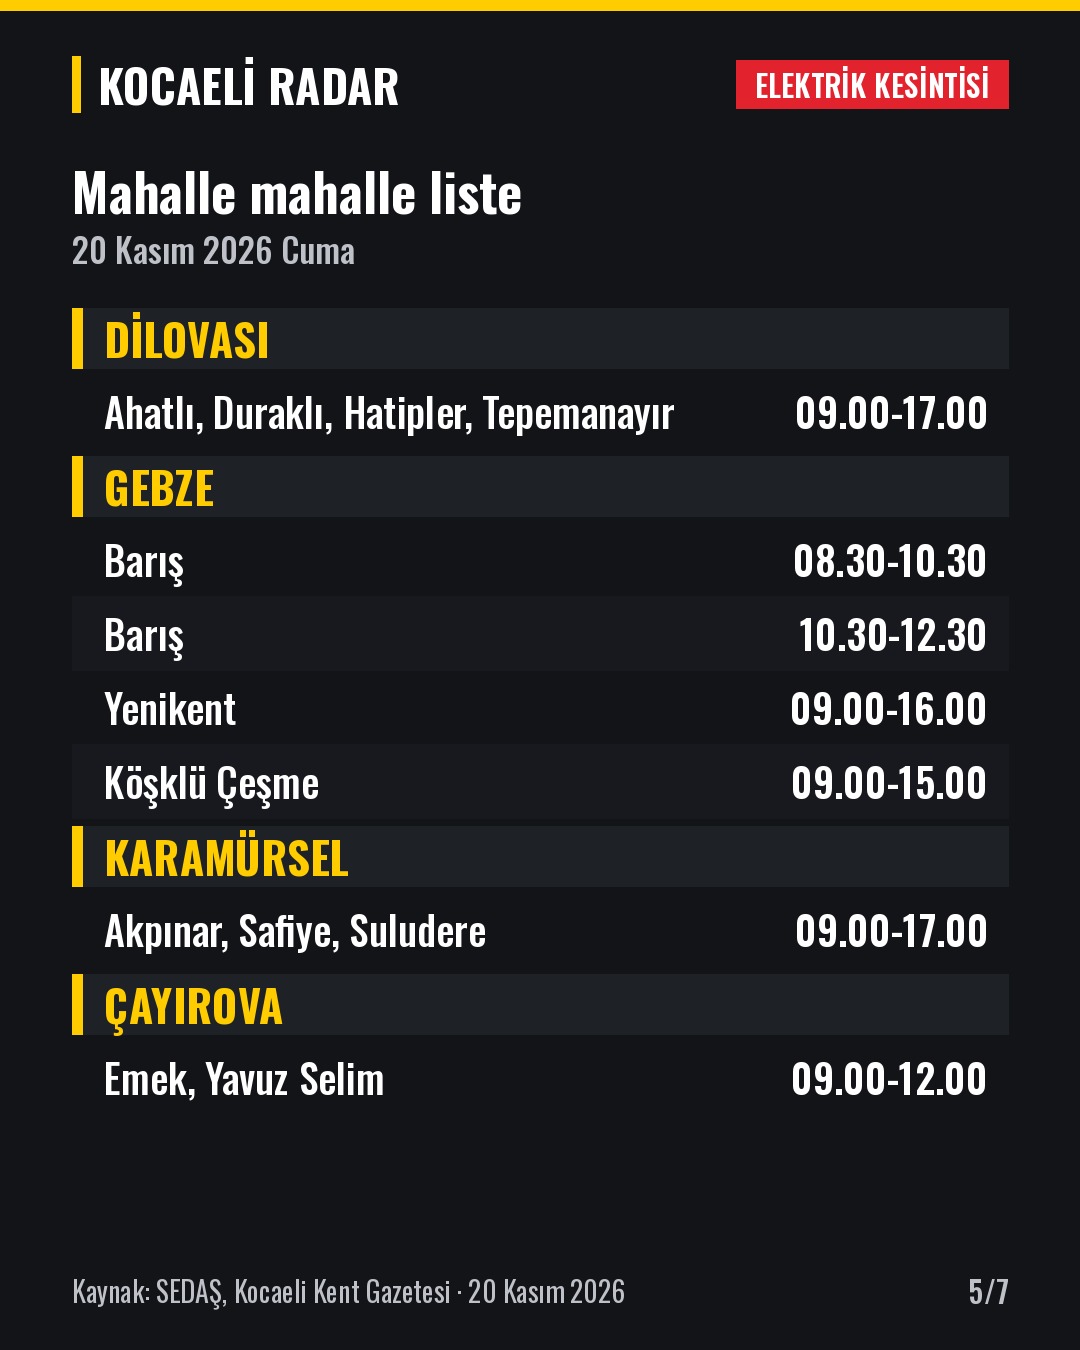 KOCAELİ RADAR
ELEKTRİK KESİNTİSİ
Mahalle mahalle liste
20 Kasım 2026 Cuma
DİLOVASI
Ahatlı, Duraklı, Hatipler, Tepemanayır 09.00-17.00
GEBZE
Barış 08.30-10.30
Barış 10.30-12.30
Yenikent 09.00-16.00
Köşklü Çeşme 09.00-15.00
KARAMÜRSEL
Akpınar, Safiye, Suludere 09.00-17.00
ÇAYIROVA
Emek, Yavuz Selim 09.00-12.00
Kaynak: SEDAŞ, Kocaeli Kent Gazetesi · 20 Kasım 2026 5/7